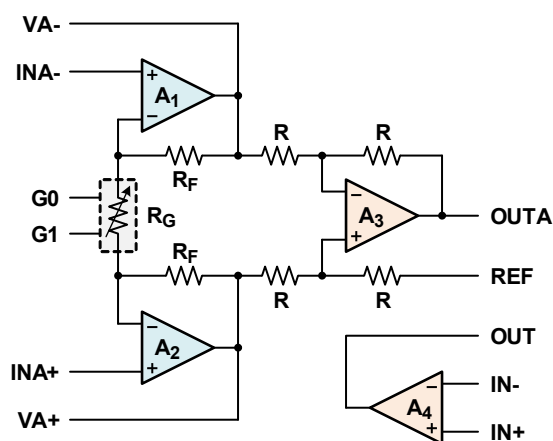 VA-
INA-
+
A1
−
R
R
RF
G0
RG
G1
−
A3
+
OUTA
RF
R
R
REF
−
A2
+
OUT
INA+
−
IN-
A4
VA+
+
IN+